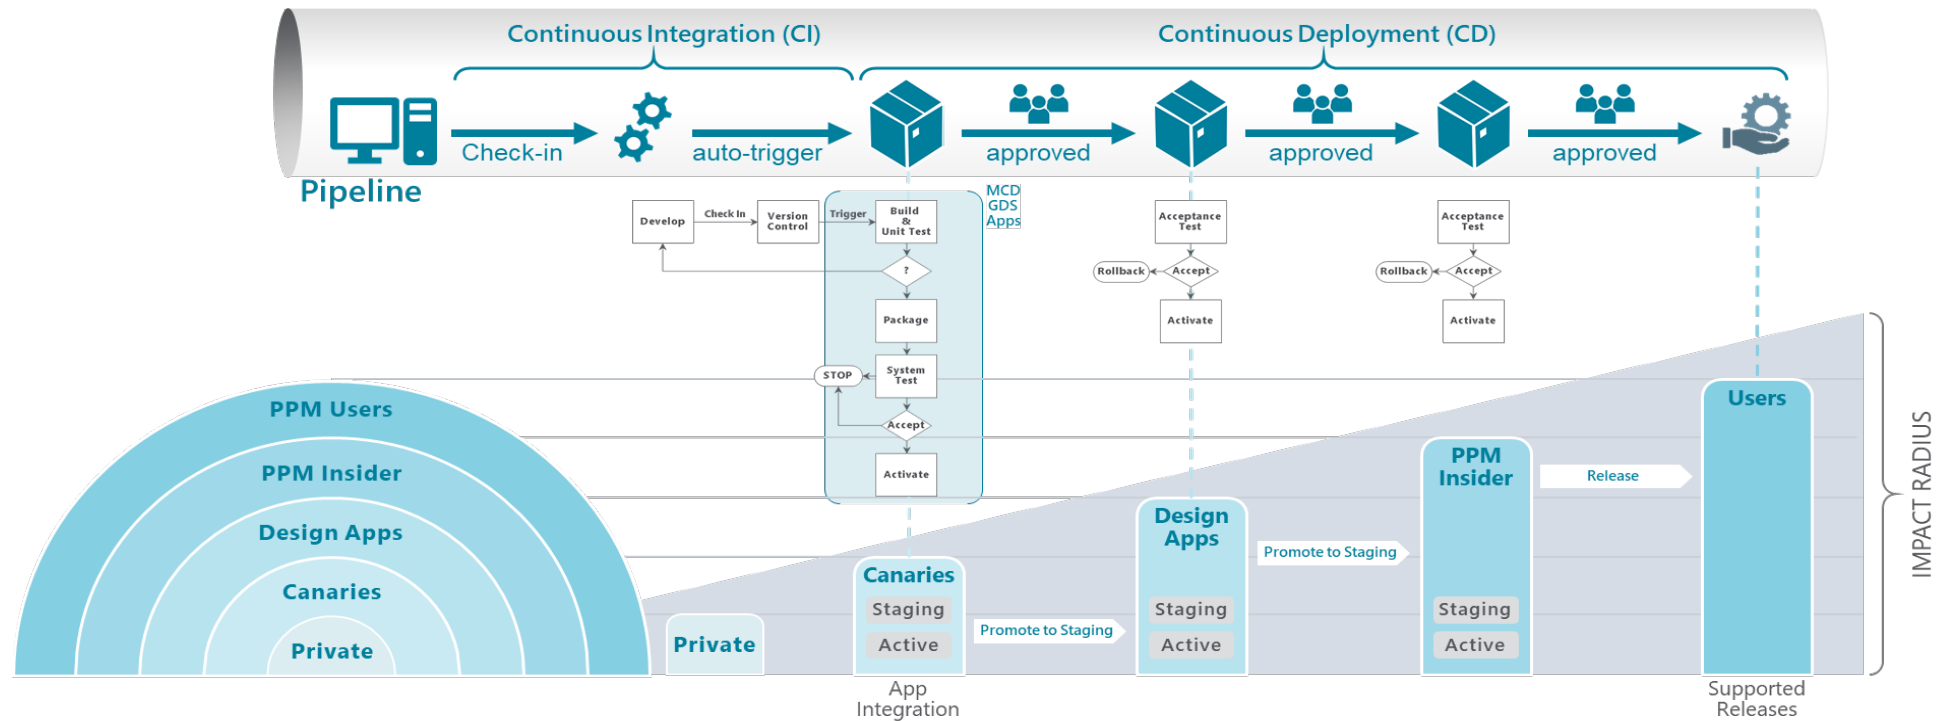 Continuous Integration (CI)
Continuous Deployment (CD)
Check-in
auto-trigger
approved
approved
approved
Pipeline
MCD
GDS
Apps
Develop
Check In
Version
Control
Trigger
Build
&
Unit Test
?
Package
System
Test
STOP
Accept
Activate
Acceptance
Test
Rollback
Accept
Activate
Acceptance
Test
Rollback
Accept
Activate
PPM Users
PPM Insider
Design Apps
Canaries
Private
Private
Canaries
Staging
Active
Promote to Staging
Design
Apps
Staging
Active
Promote to Staging
PPM
Insider
Staging
Active
Release
Users
IMPACT RADIUS
App
Integration
Supported
Releases